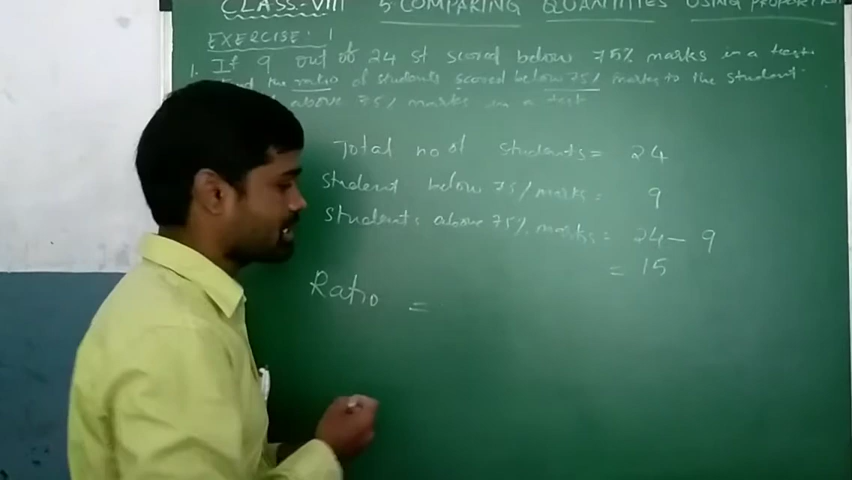 CLASS-VIII 5. COMPARING QUANTITIES USING PROPORTION
EXERCISE: 1
1. If 9 out of 24 st scored below 75% marks in a test.
the ratio of students scored below 75% marks to the student
above 75% marks in a test
Total no of students = 24
Student below 75% marks = 9
Students above 75% marks = 24 - 9
= 15
Ratio =